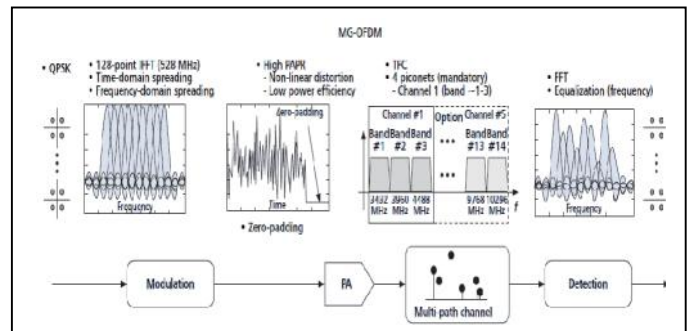 MG-OFDM
• QPSK
• 128-point IFFT (528 MHz)
• Time-domain spreading
• Frequency-domain spreading
• High PAPR
- Non-linear distortion
- Low power efficiency
• TFC
• 4 piconets (mandatory)
- Channel 1 (band ~1-3)
• FFT
• Equalization (frequency)
Zero-padding
Channel #1
Option
Channel #5
Band Band Band
#1 #2 #3
•••
Band Band
#13 #14
•••
Frequency
Time
3432 3960 4488
MHz MHz MHz
9768 10296
MHz MHz
f
Frequency
• Zero-padding
Modulation
PA
Multi path channel
Detection